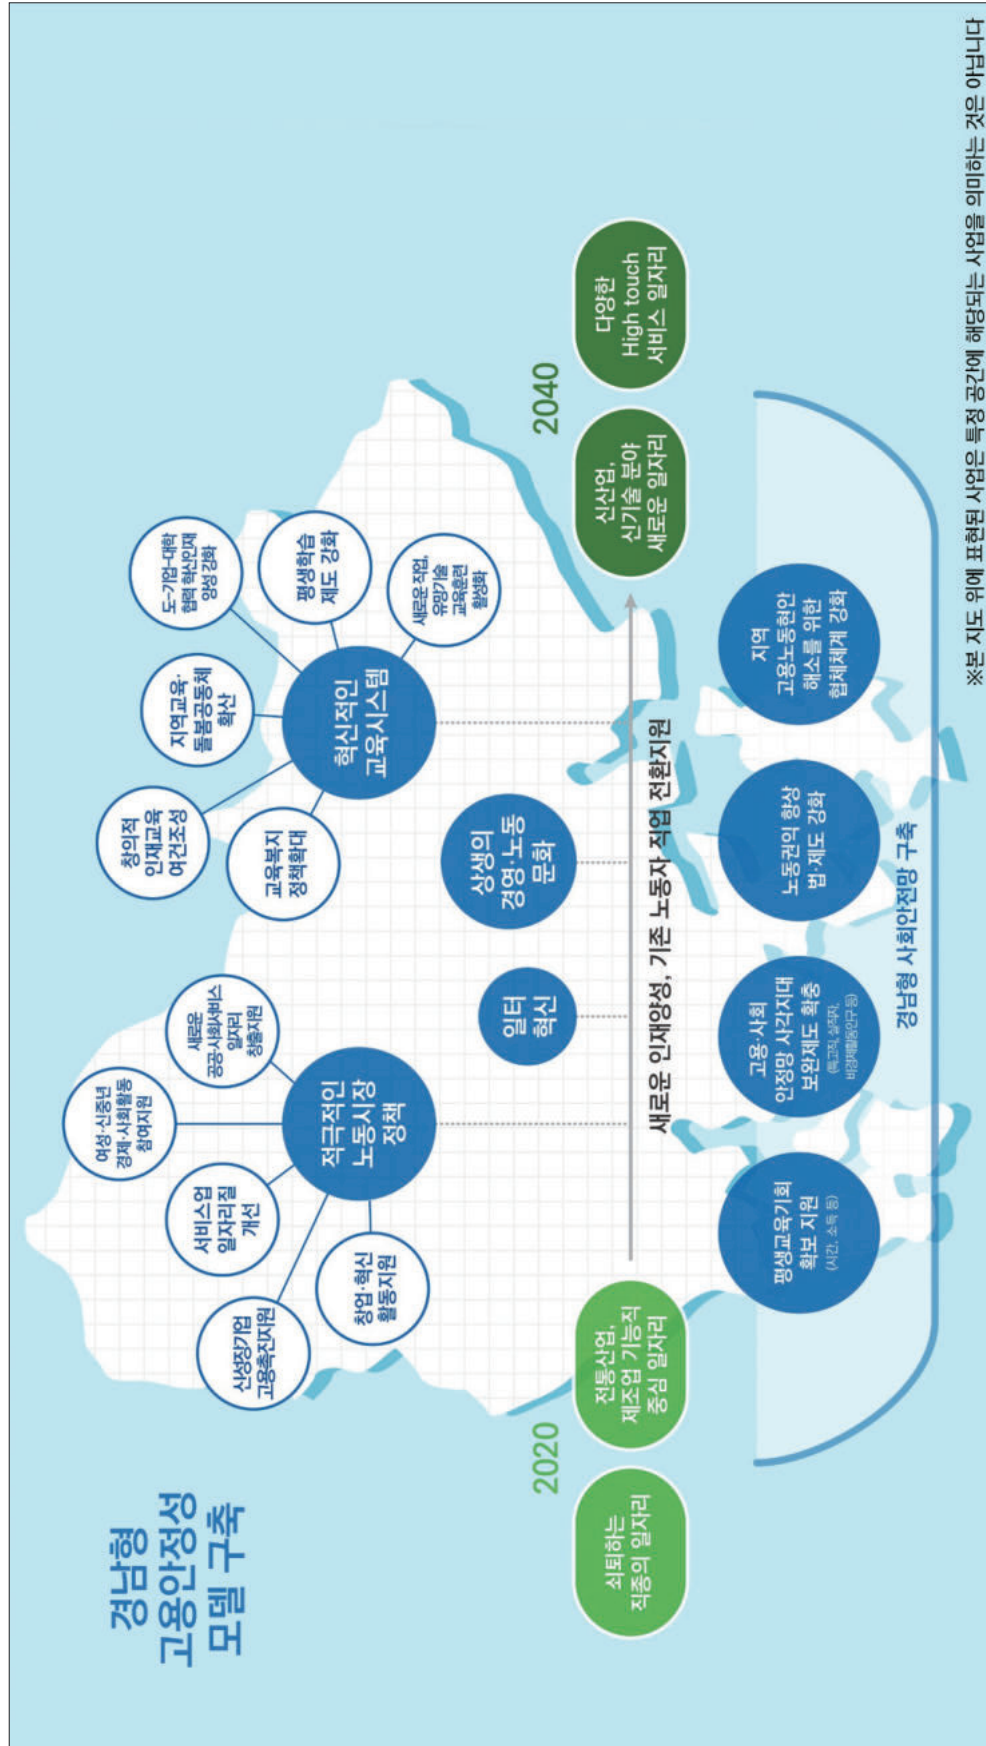 경남형
고용안정성
모델 구축
신성장기업
고용촉진지원
서비스업
일자리질
개선
여성·신중년
경제·사회활동
참여지원
새로운
공공·사회서비스
일자리
창출지원
창업·혁신
활동지원
적극적인
노동시장
정책
창의적
인재교육
여건조성
지역교육·
돌봄공동체
확산
도-기업-대학
협력 혁신인재
양성 강화
교육복지
정책확대
평생학습
제도 강화
새로운 직업,
유망기술
교육훈련
활성화
혁신적인
교육시스템
일터
혁신
상생의
경영·노동
문화
2020
쇠퇴하는
직종의 일자리
전통산업,
제조업 기능직
중심 일자리
2040
신산업,
신기술 분야
새로운 일자리
다양한
High touch
서비스 일자리
새로운 인재양성, 기존 노동자 직업 전환지원
평생교육기회
확보 지원
(시간, 소득 등)
고용·사회
안정망 사각지대
보완제도 확충
(특고직, 실직자,
비경제활동인구 등)
노동권익 향상
법·제도 강화
지역
고용노동현안
해소를 위한
협체체계 강화
경남형 사회안전망 구축
※본 지도 위에 표현된 사업은 특정 공간에 해당되는 사업을 의미하는 것은 아닙니다